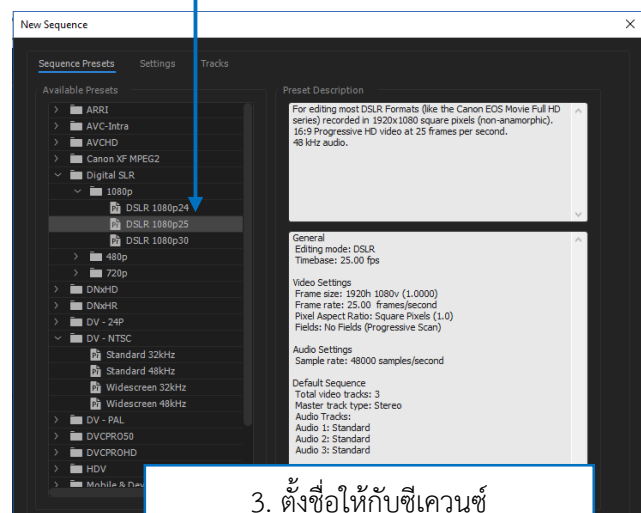 New Sequence
Sequence Presets Settings Tracks
Available Presets
ARRI
AVC-Intra
AVCHD
Canon XF MPEG2
Digital SLR
1080p
DSLR 1080p24
DSLR 1080p25
DSLR 1080p30
480p
720p
DNxHD
DNxHR
DV - 24P
DV - NTSC
Standard 32kHz
Standard 48kHz
Widescreen 32kHz
Widescreen 48kHz
DV - PAL
DVCPRO50
DVCPROHD
HDV
Mobile & Dev
Preset Description
For editing most DSLR Formats (like the Canon EOS Movie Full HD
series) recorded in 1920x1080 square pixels (non-anamorphic).
16:9 Progressive HD video at 25 frames per second.
48 kHz audio.
General
Editing mode: DSLR
Timebase: 25.00 fps
Video Settings
Frame size: 1920h 1080v (1.0000)
Frame rate: 25.00 frames/second
Pixel Aspect Ratio: Square Pixels (1.0)
Fields: No Fields (Progressive Scan)
Audio Settings
Sample rate: 48000 samples/second
Default Sequence
Total video tracks: 3
Master track type: Stereo
Audio Tracks:
Audio 1: Standard
Audio 2: Standard
Audio 3: Standard
3. ตั้งชื่อให้กับซีเควนซ์